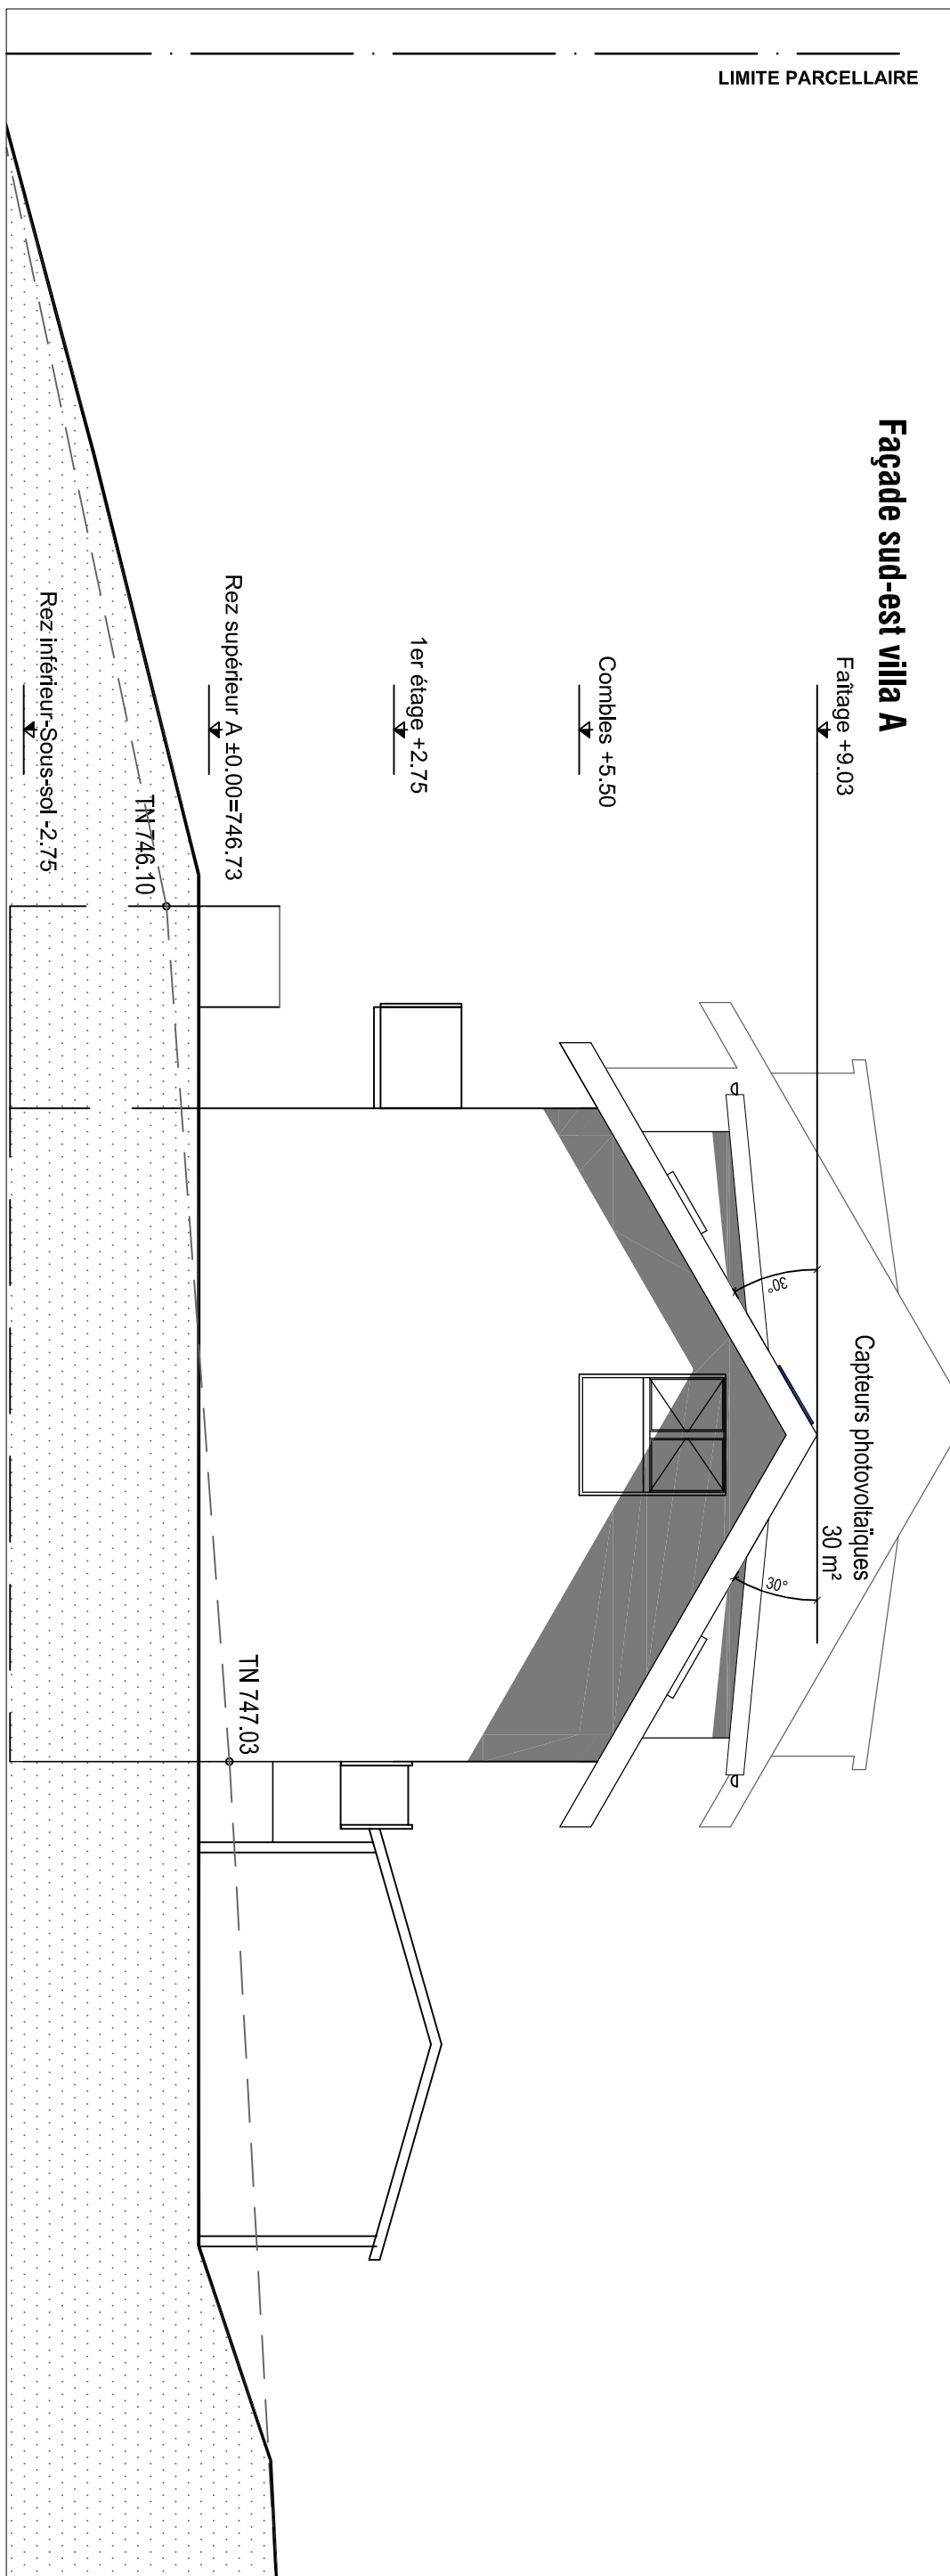 LIMITE PARCELLAIRE
Façade sud-est villa A
Faîtage +9.03
Combles +5.50
1er étage +2.75
Rez supérieur A ±0.00=746.73
Rez inférieur-Sous-sol -2.75
TN 746.10
30°
Capteurs photovoltaïques
30 m²
30°
TN 747.03